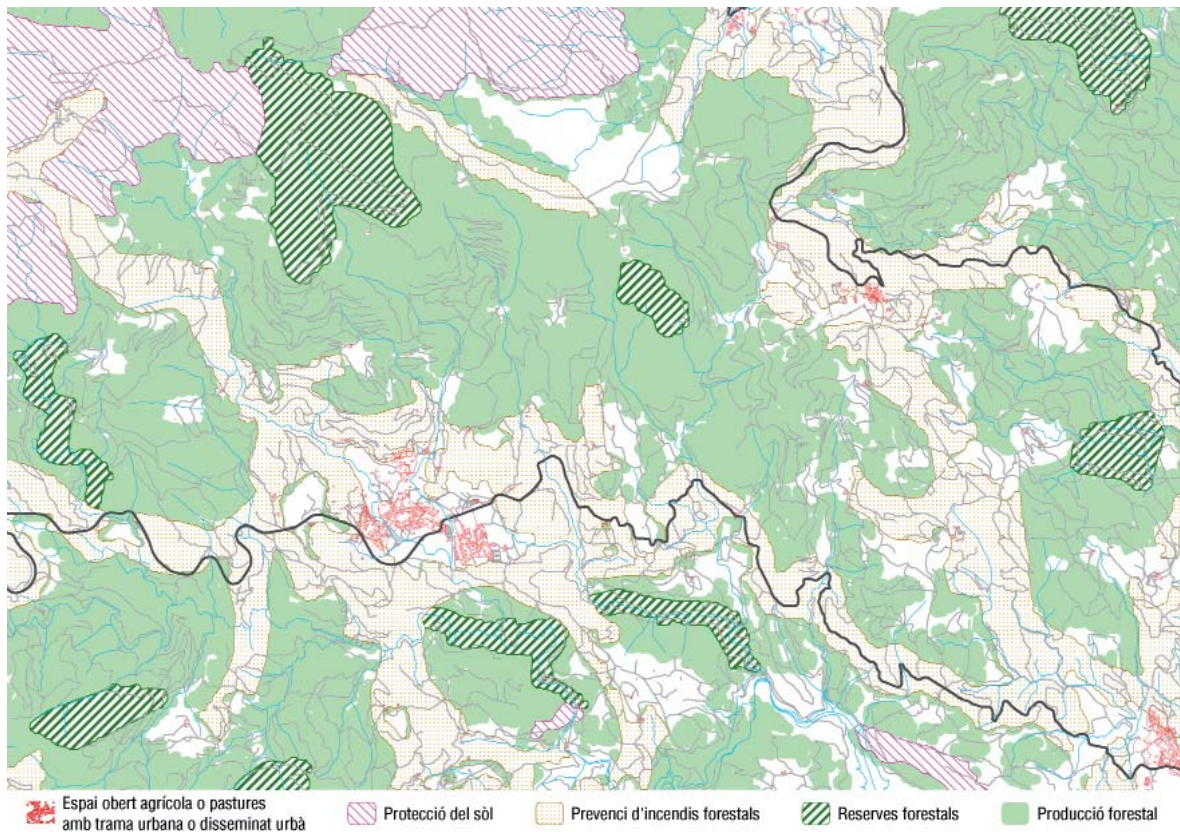 Espai obert agrícola o pastures
amb trama urbana o disseminat urbà
Protecció del sòl
Prevenci d'incendis forestals
Reserves forestals
Producció forestal